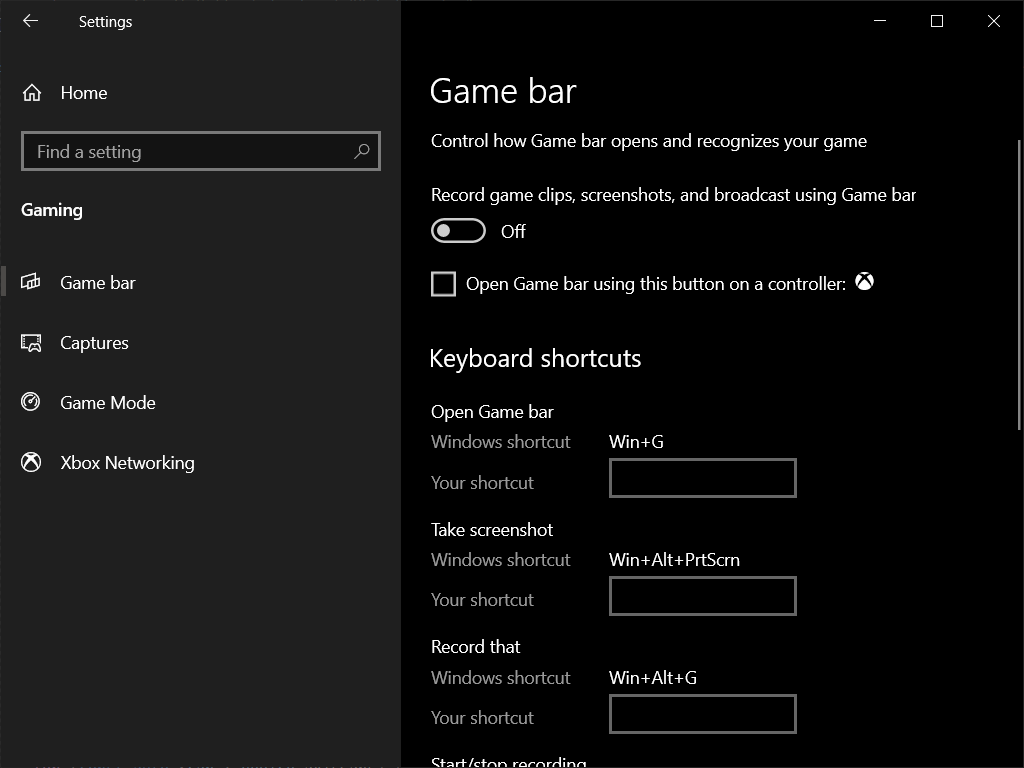 Settings
Home
Find a setting
Gaming
Game bar
Captures
Game Mode
Xbox Networking
Game bar
Control how Game bar opens and recognizes your game
Record game clips, screenshots, and broadcast using Game bar
Off
Open Game bar using this button on a controller:
Keyboard shortcuts
Open Game bar
Windows shortcut Win+G
Your shortcut
Take screenshot
Windows shortcut Win+Alt+PrtScrn
Your shortcut
Record that
Windows shortcut Win+Alt+G
Your shortcut
Start/stop recording